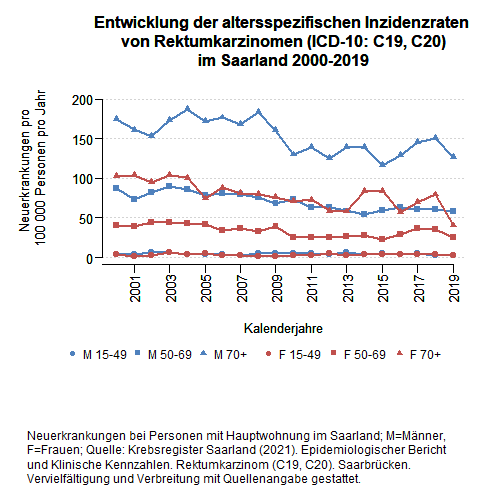 Entwicklung der altersspezifischen Inzidenzraten
von Rektumkarzinomen (ICD-10: C19, C20)
im Saarland 2000-2019
Neuerkrankungen pro
100 000 Personen pro Jahr
200
150
100
50
0
2001
2003
2005
2007
2009
2011
2013
2015
2017
2019
Kalenderjahre
M 15-49 M 50-69 M 70+ F 15-49 F 50-69 F 70+
Neuerkrankungen bei Personen mit Hauptwohnung im Saarland; M=Männer,
F=Frauen; Quelle: Krebsregister Saarland (2021). Epidemiologischer Bericht
und Klinische Kennzahlen. Rektumkarzinom (C19, C20). Saarbrücken.
Vervielfältigung und Verbreitung mit Quellenangabe gestattet.